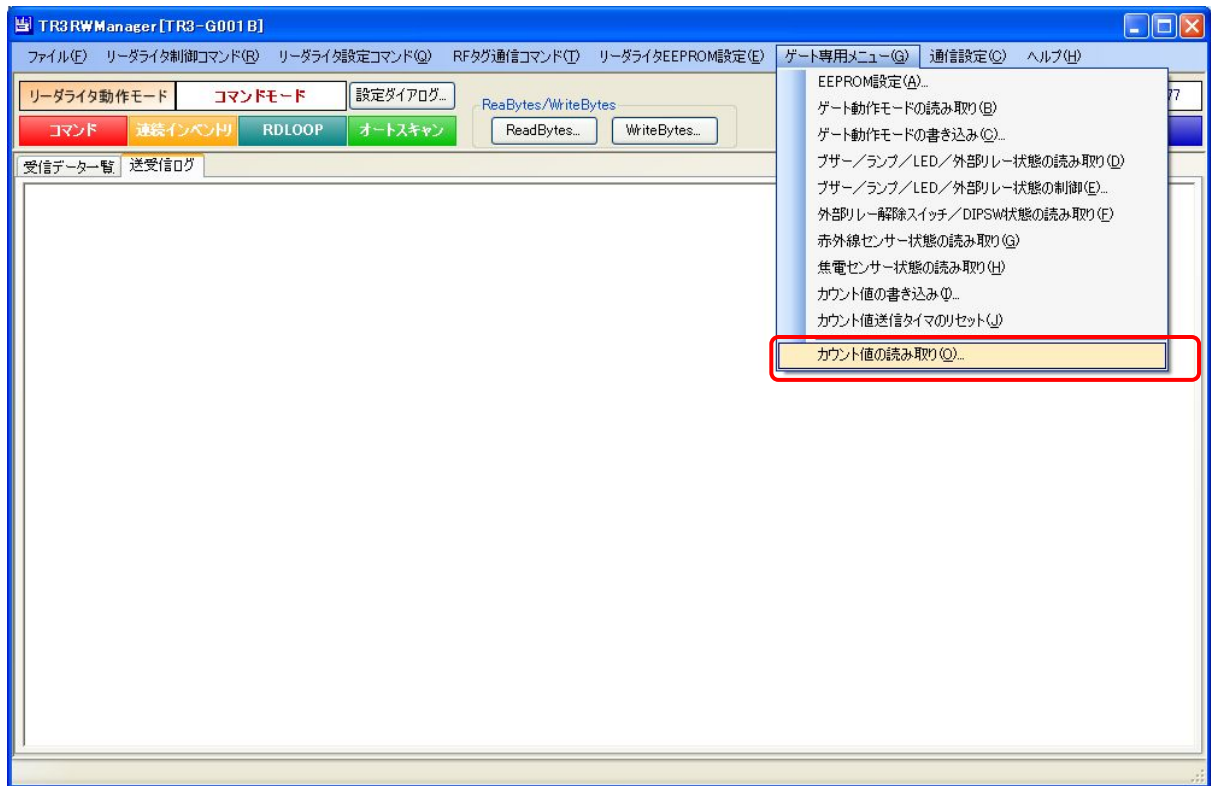 TR3RWManager[TR3-G001B]
ファイル(F) リーダライタ制御コマンド(R) リーダライタ設定コマンド(Q) RFタグ通信コマンド(T) リーダライタEEPROM設定(E) ゲート専用メニュー(G) 通信設定(C) ヘルプ(H)
リーダライタ動作モード コマンドモード 設定ダイアログ...
ReaBytes/WriteBytes
77
コマンド 連続インベントリ RDLOOP オートスキャン ReadBytes... WriteBytes...
受信データ一覧 送受信ログ
EEPROM設定(A)...
ゲート動作モードの読み取り(B)
ゲート動作モードの書き込み(C)...
ブザー／ランプ／LED／外部リレー状態の読み取り(D)
ブザー／ランプ／LED／外部リレー状態の制御(E)...
外部リレー解除スイッチ／DIPSW状態の読み取り(F)
赤外線センサー状態の読み取り(G)
焦電センサー状態の読み取り(H)
カウント値の書き込み(I)...
カウント値送信タイマのリセット(J)
カウント値の読み取り(O)...